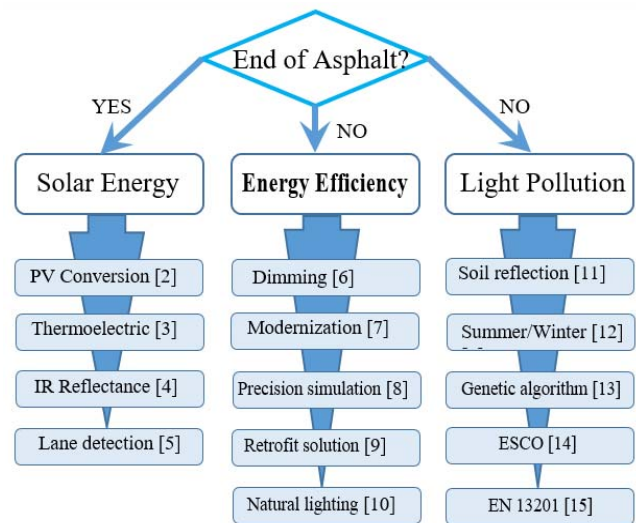 End of Asphalt?
YES
NO
NO
Solar Energy
Energy Efficiency
Light Pollution
PV Conversion [2]
Thermoelectric [3]
IR Reflectance [4]
Lane detection [5]
Dimming [6]
Modernization [7]
Precision simulation [8]
Retrofit solution [9]
Natural lighting [10]
Soil reflection [11]
Summer/Winter [12]
Genetic algorithm [13]
ESCO [14]
EN 13201 [15]